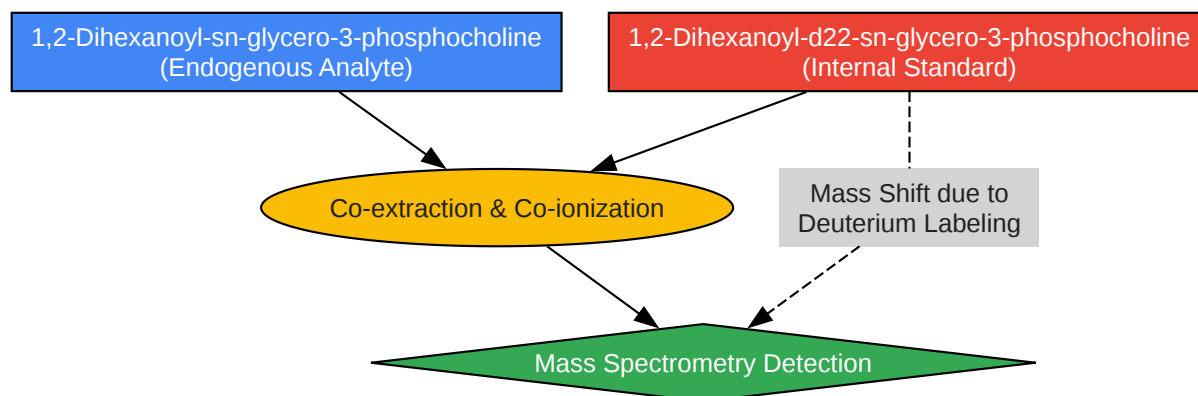 1,2-Dihexanoyl-sn-glycero-3-phosphocholine
(Endogenous Analyte)
1,2-Dihexanoyl-d22-sn-glycero-3-phosphocholine
(Internal Standard)
Co-extraction & Co-ionization
Mass Shift due to
Deuterium Labeling
Mass Spectrometry Detection